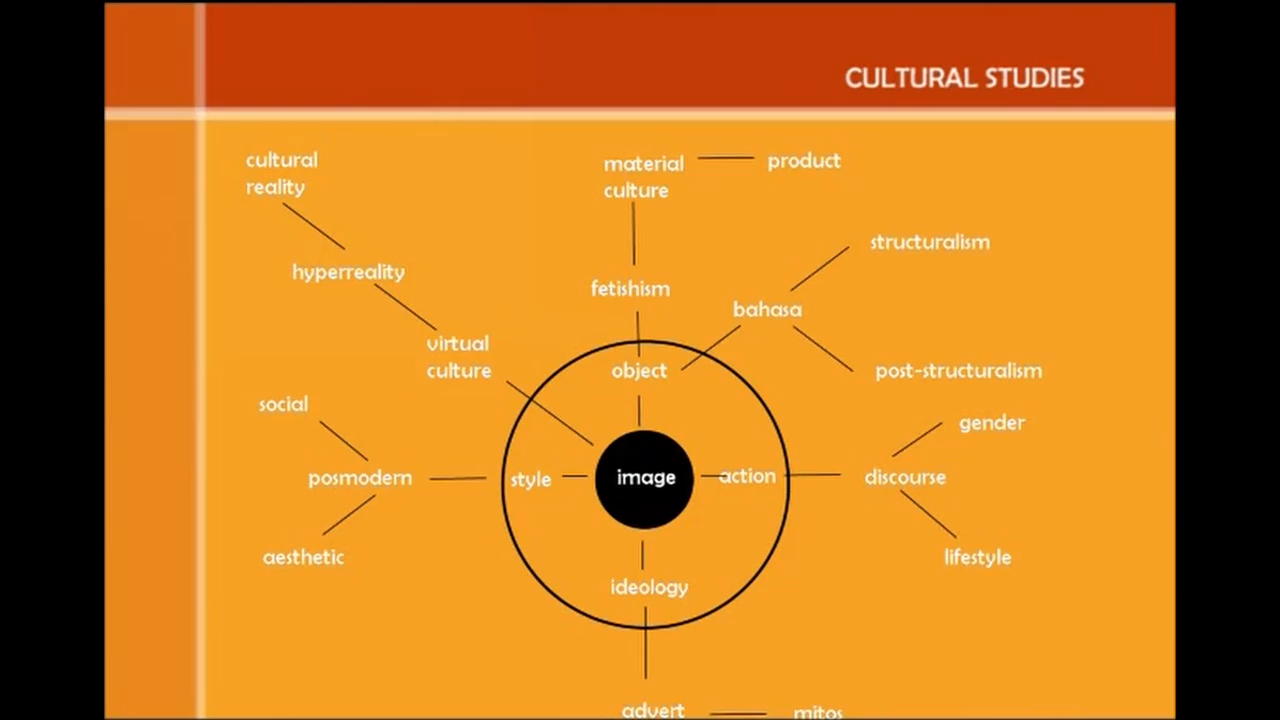 CULTURAL STUDIES
cultural
reality
material
culture
product
structuralism
hyperreality
fetishism
bahasa
virtual
culture
object
post-structuralism
social
gender
posmodern
style
image
action
discourse
aesthetic
lifestyle
ideology
advert
mitos